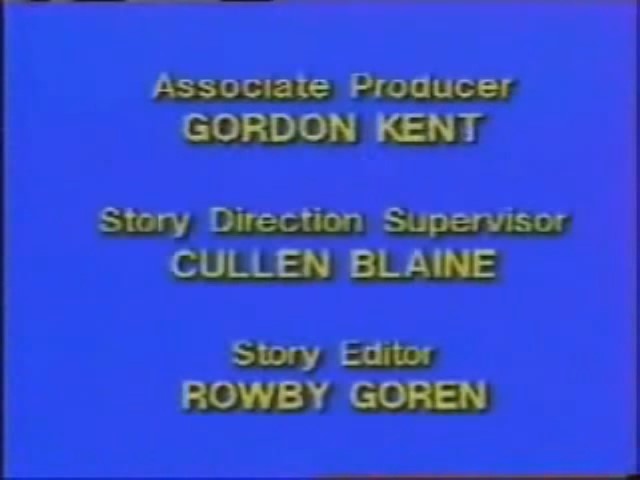 Associate Producer
GORDON KENT
Story Direction Supervisor
CULLEN BLAINE
Story Editor
ROWBY GOREN